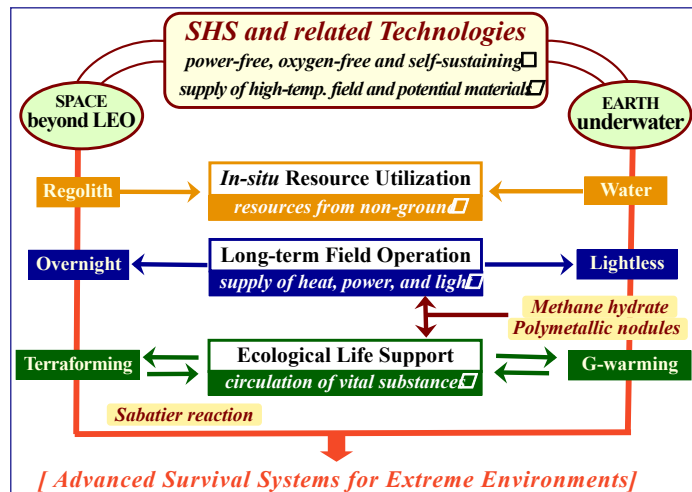 SHS and related Technologies
power-free, oxygen-free and self-sustaining
supply of high-temp. field and potential materials
SPACE
beyond LEO
EARTH
underwater
Regolith
In-situ Resource Utilization
resources from non-ground
Water
Overnight
Long-term Field Operation
supply of heat, power, and light
Lightless
Methane hydrate
Polymetallic nodules
Terraforming
Ecological Life Support
circulation of vital substances
G-warming
Sabatier reaction
[ Advanced Survival Systems for Extreme Environments]